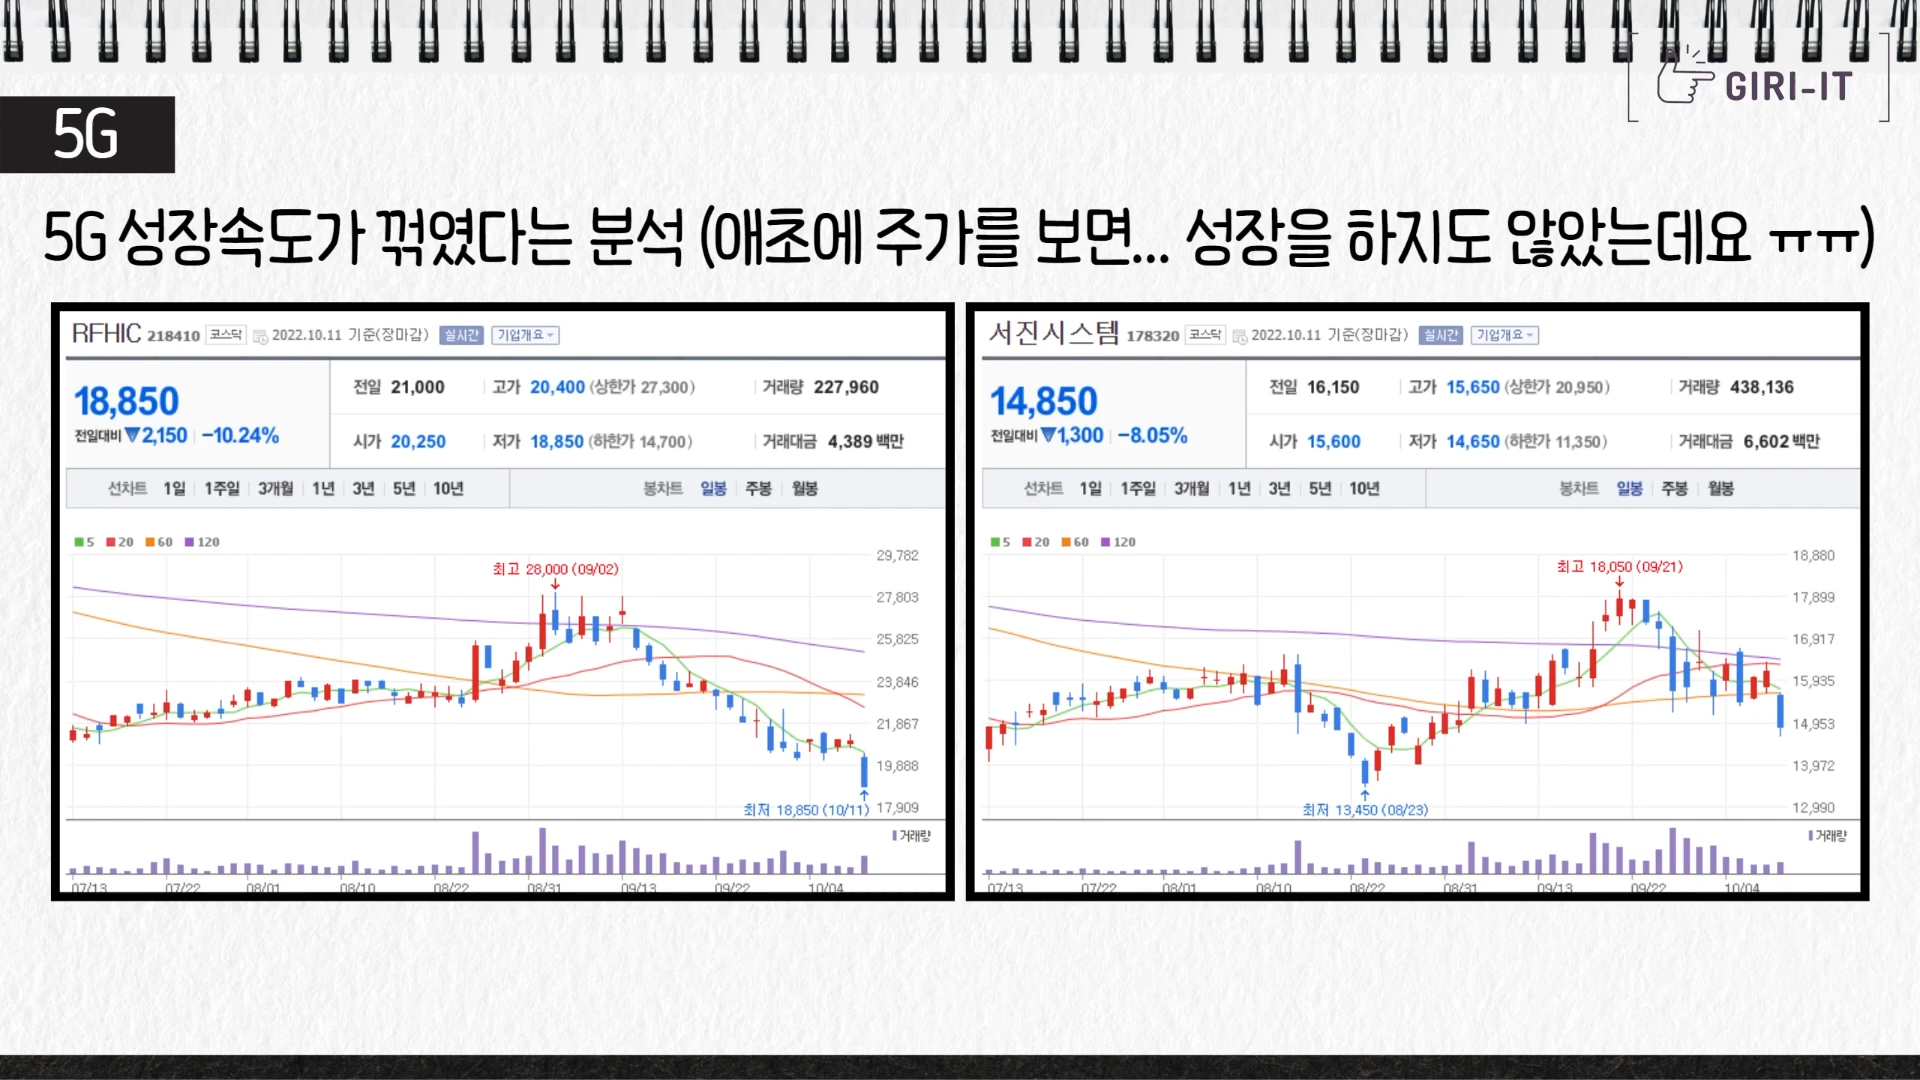 GIRI-IT
5G
5G 성장속도가 꺾였다는 분석 (애초에 주가를 보면... 성장을 하지도 않았는데요 ㅠㅠ)
RFHIC 218410 코스닥 2022.10.11 기준(장마감) 실시간 기업개요
18,850
전일대비 ▼2,150 -10.24%
전일 21,000 고가 20,400 (상한가 27,300) 거래량 227,960
시가 20,250 저가 18,850 (하한가 14,700) 거래대금 4,389 백만
선차트 1일 1주일 3개월 1년 3년 5년 10년 봉차트 일봉 주봉 월봉
5 20 60 120
최고 28,000 (09/02)
29,782
27,803
25,825
23,846
21,867
19,888
17,909
최저 18,850 (10/11)
거래량
07/13 07/22 08/01 08/10 08/22 08/31 09/13 09/22 10/04
서진시스템 178320 코스닥 2022.10.11 기준(장마감) 실시간 기업개요
14,850
전일대비 ▼1,300 -8.05%
전일 16,150 고가 15,650 (상한가 20,950) 거래량 438,136
시가 15,600 저가 14,650 (하한가 11,350) 거래대금 6,602 백만
선차트 1일 1주일 3개월 1년 3년 5년 10년 봉차트 일봉 주봉 월봉
5 20 60 120
최고 18,050 (09/21)
18,880
17,899
16,917
15,935
14,953
13,972
12,990
최저 13,450 (08/23)
거래량
07/13 07/22 08/01 08/10 08/22 08/31 09/13 09/22 10/04